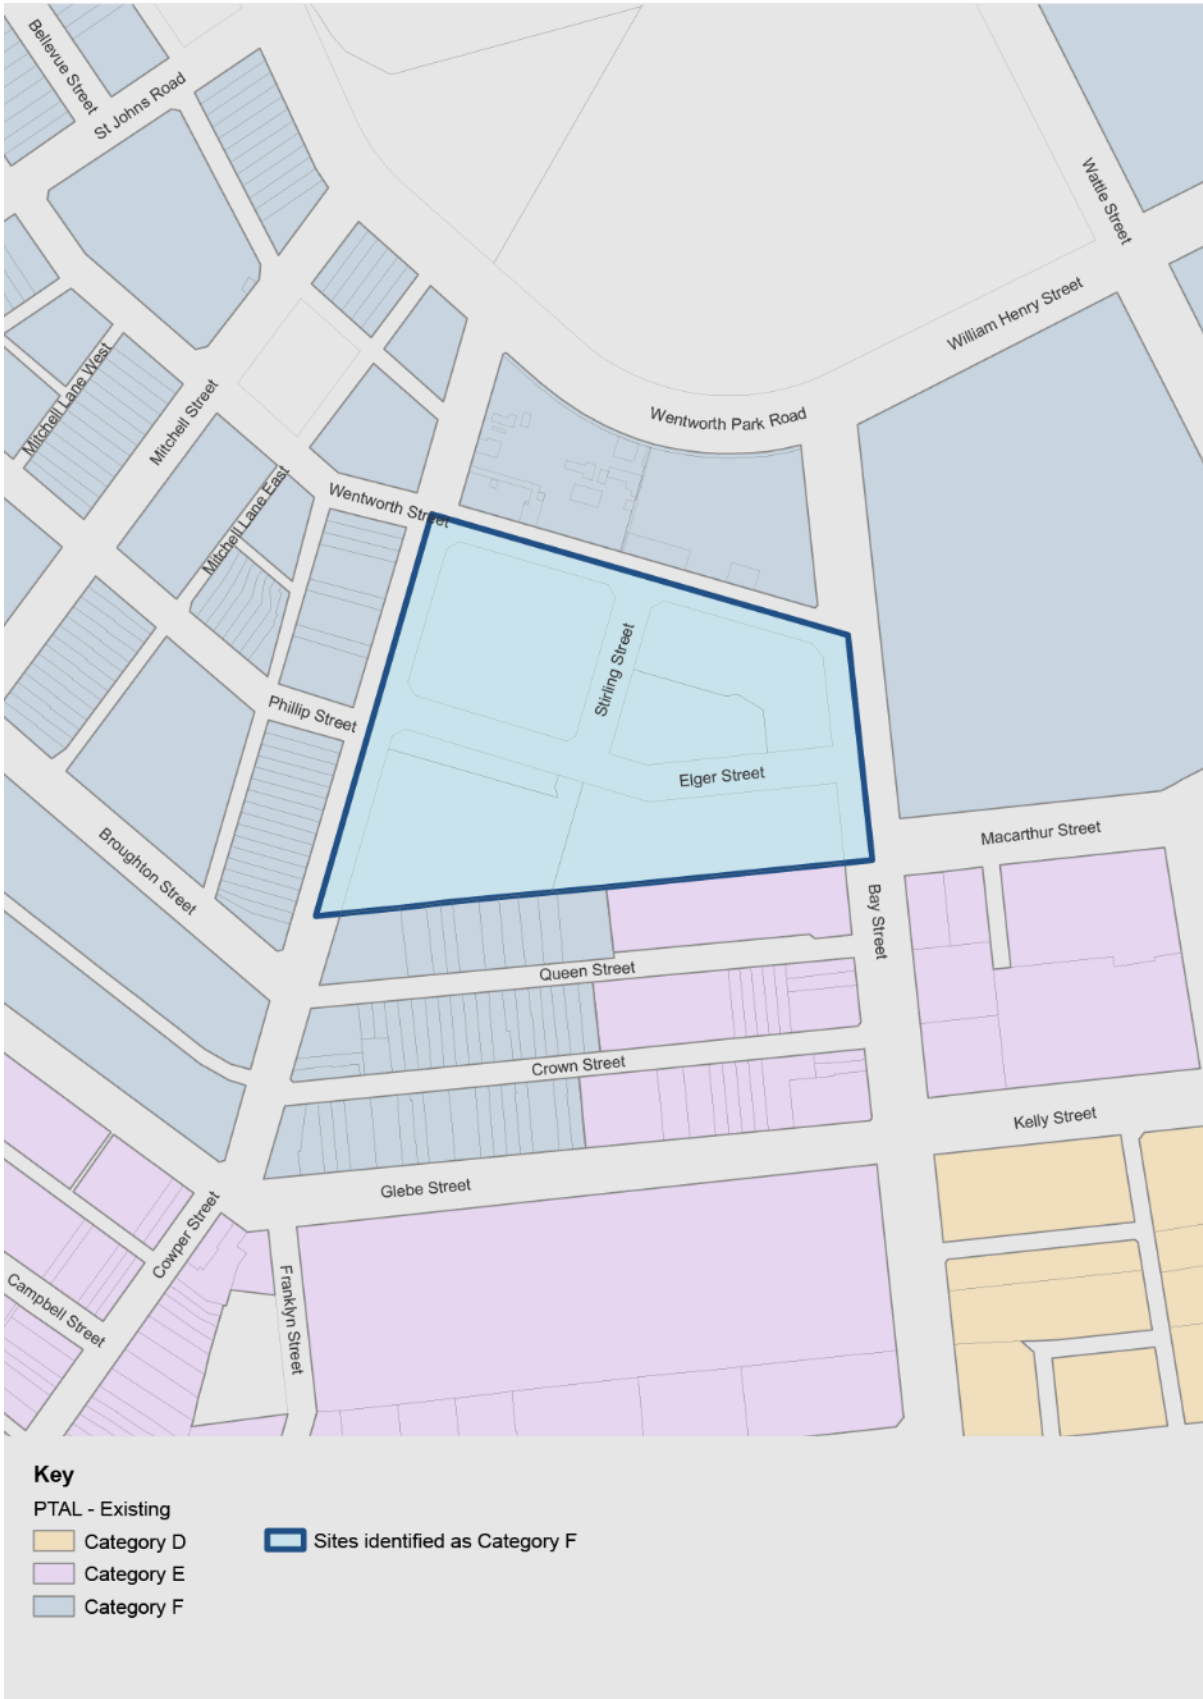 Bellevue Street
St Johns Road
Wattle Street
William Henry Street
Mitchell Lane West
Mitchell Street
Wentworth Park Road
Mitchell Lane East
Wentworth Street
Stirling Street
Phillip Street
Elger Street
Macarthur Street
Broughton Street
Bay Street
Queen Street
Crown Street
Kelly Street
Glebe Street
Cowper Street
Franklyn Street
Campbell Street
Key
PTAL - Existing
Category D
Sites identified as Category F
Category E
Category F